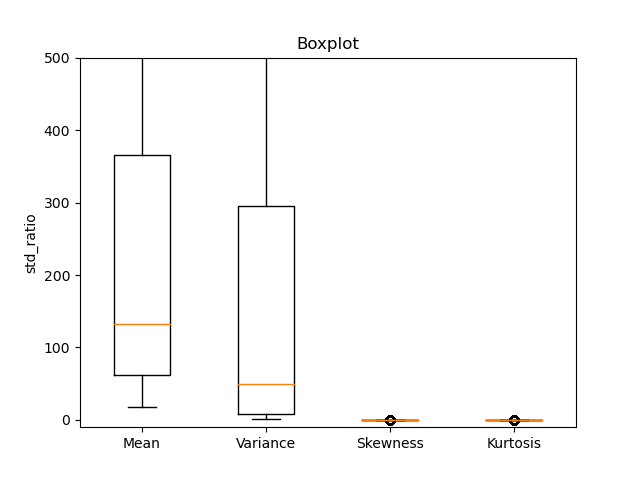 Boxplot
500
400
300
200
100
0
std_ratio
Mean
Variance
Skewness
Kurtosis